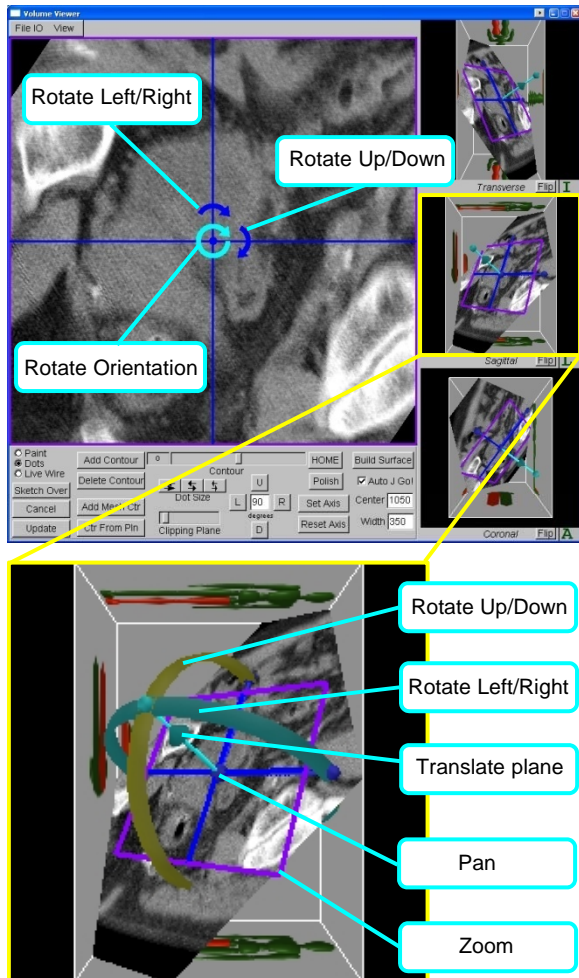 Volume Viewer
File IO View
Rotate Left/Right
Rotate Up/Down
Rotate Orientation
Transverse Flip I
Sagittal Flip L
Coronal Flip A
Paint
Dots
Live Wire
Sketch Over
Cancel
Update
Add Contour
Delete Contour
Add Mesh Ctr
Ctr From Pln
0
Contour
Dot Size
Clipping Plane
U
L 90 R
degrees
D
HOME
Polish
Set Axis
Reset Axis
Build Surface
Auto J Go!
Center 1050
Width 350
Rotate Up/Down
Rotate Left/Right
Translate plane
Pan
Zoom